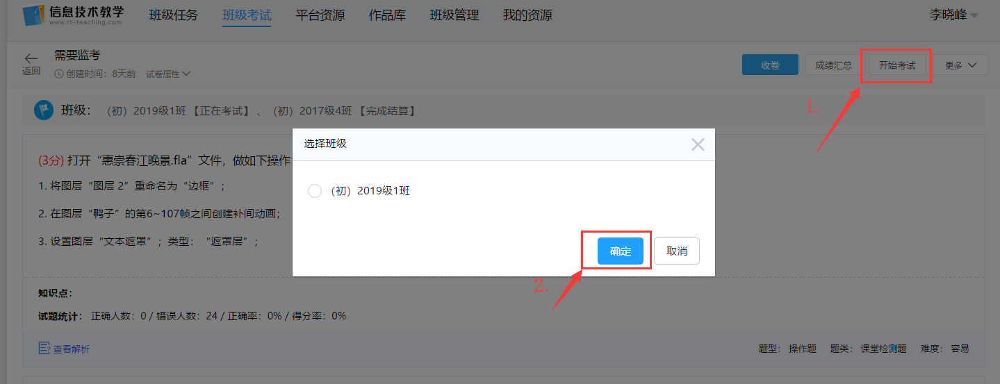 信息技术教学
www.it-teaching.com
班级任务 班级考试 平台资源 作品库 班级管理 我的资源 李晓峰
返回
需要监考
创建时间：8天前 试卷属性
收卷 成绩汇总 开始考试 更多
1.
班级： （初）2019级1班 【正在考试】 、 （初）2017级4班 【完成结算】
选择班级
（初）2019级1班
确定 取消
2.
(3分) 打开“惠崇春江晚景.fla”文件，做如下操作
1. 将图层“图层 2”重命名为“边框”；
2. 在图层“鸭子”的第6~107帧之间创建补间动画；
3. 设置图层“文本遮罩”；类型：“遮罩层”；
知识点：
试题统计： 正确人数：0 / 错误人数：24 / 正确率：0% / 得分率：0%
查看解析
题型： 操作题 题类： 课堂检测题 难度： 容易